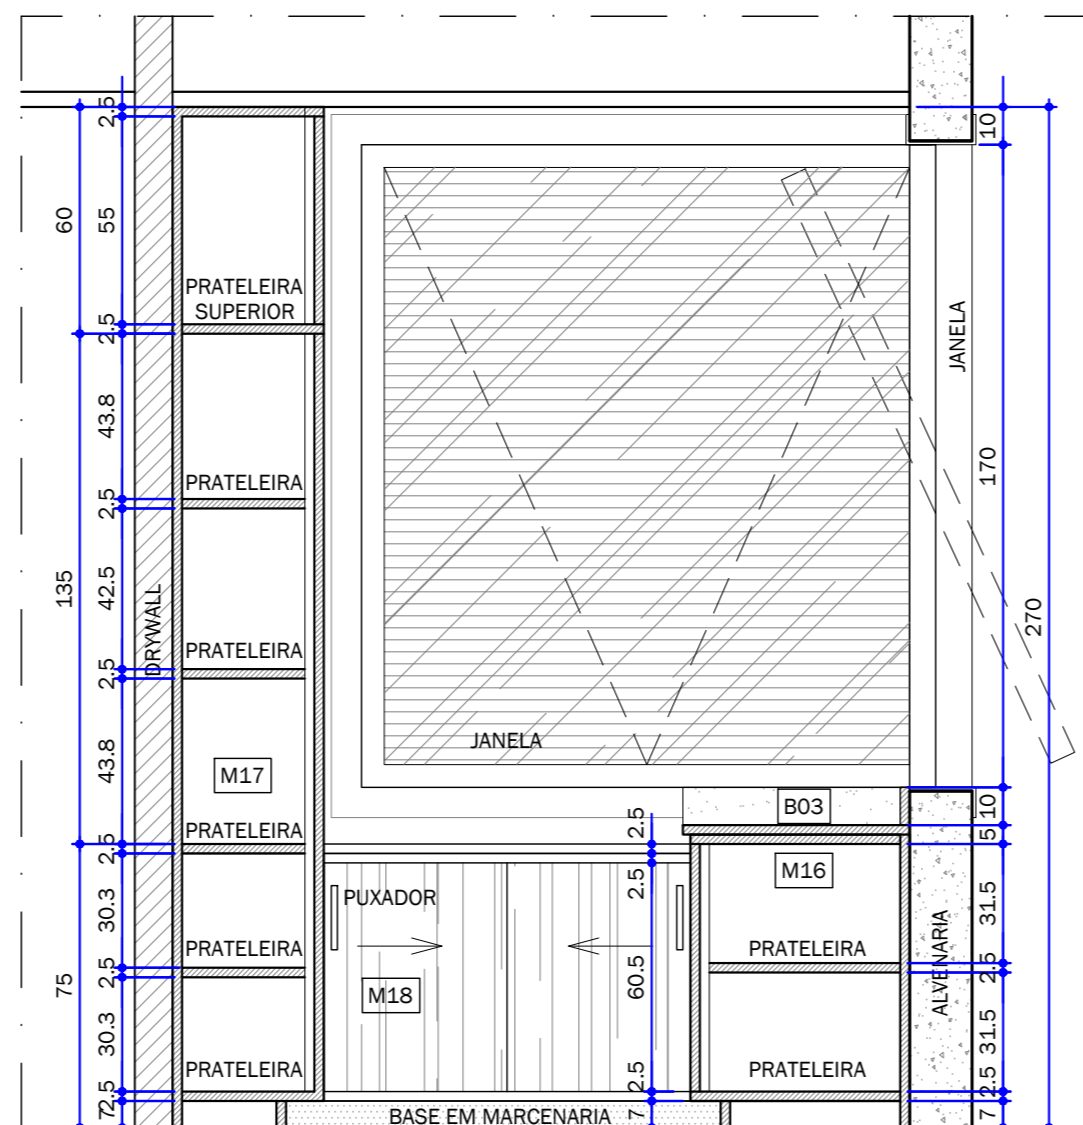 2.5
10
60
55
PRATELEIRA
SUPERIOR
2.5
JANELA
43.8
170
PRATELEIRA
2.5
135
42.5
DRYWALL
270
PRATELEIRA
2.5
JANELA
43.8
M17
B03
10
2.5
PRATELEIRA
5
2.5
M16
2.5
PUXADOR
30.3
31.5
ALVENARIA
PRATELEIRA
PRATELEIRA
2.5
2.5
75
M18
60.5
30.3
31.5
PRATELEIRA
PRATELEIRA
2.5
2.5
2.5
7
BASE EM MARCENARIA
7
7